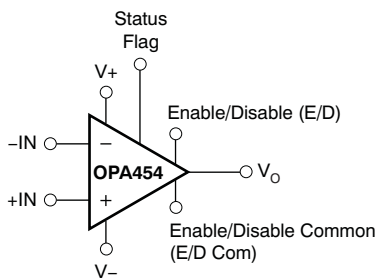 Status
Flag
V+
Enable/Disable (E/D)
−IN
−
OPA454
VO
+IN
+
Enable/Disable Common
(E/D Com)
V−